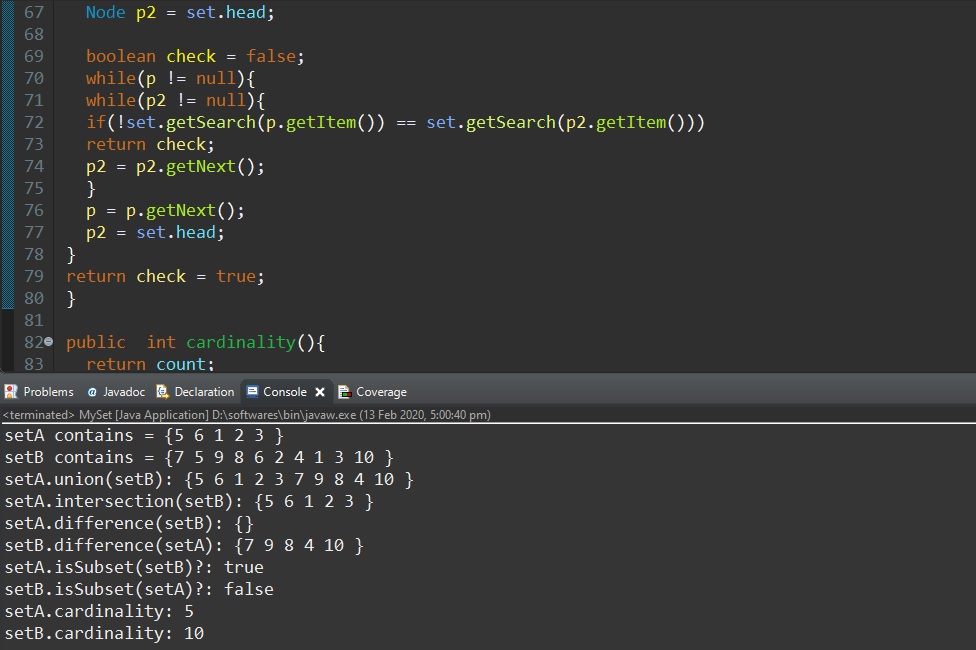 67 Node p2 = set.head;
68
69 boolean check = false;
70 while(p != null){
71 while(p2 != null){
72 if(!set.getSearch(p.getItem()) == set.getSearch(p2.getItem()))
73 return check;
74 p2 = p2.getNext();
75 }
76 p = p.getNext();
77 p2 = set.head;
78 }
79 return check = true;
80 }
81
82 public  int cardinality(){
83 return count;
Problems @ Javadoc Declaration Console Coverage
<terminated> MySet [Java Application] D:\softwares\bin\javaw.exe (13 Feb 2020, 5:00:40 pm)
setA contains = {5 6 1 2 3 }
setB contains = {7 5 9 8 6 2 4 1 3 10 }
setA.union(setB): {5 6 1 2 3 7 9 8 4 10 }
setA.intersection(setB): {5 6 1 2 3 }
setA.difference(setB): {}
setB.difference(setA): {7 9 8 4 10 }
setA.isSubset(setB)?: true
setB.isSubset(setA)?: false
setA.cardinality: 5
setB.cardinality: 10